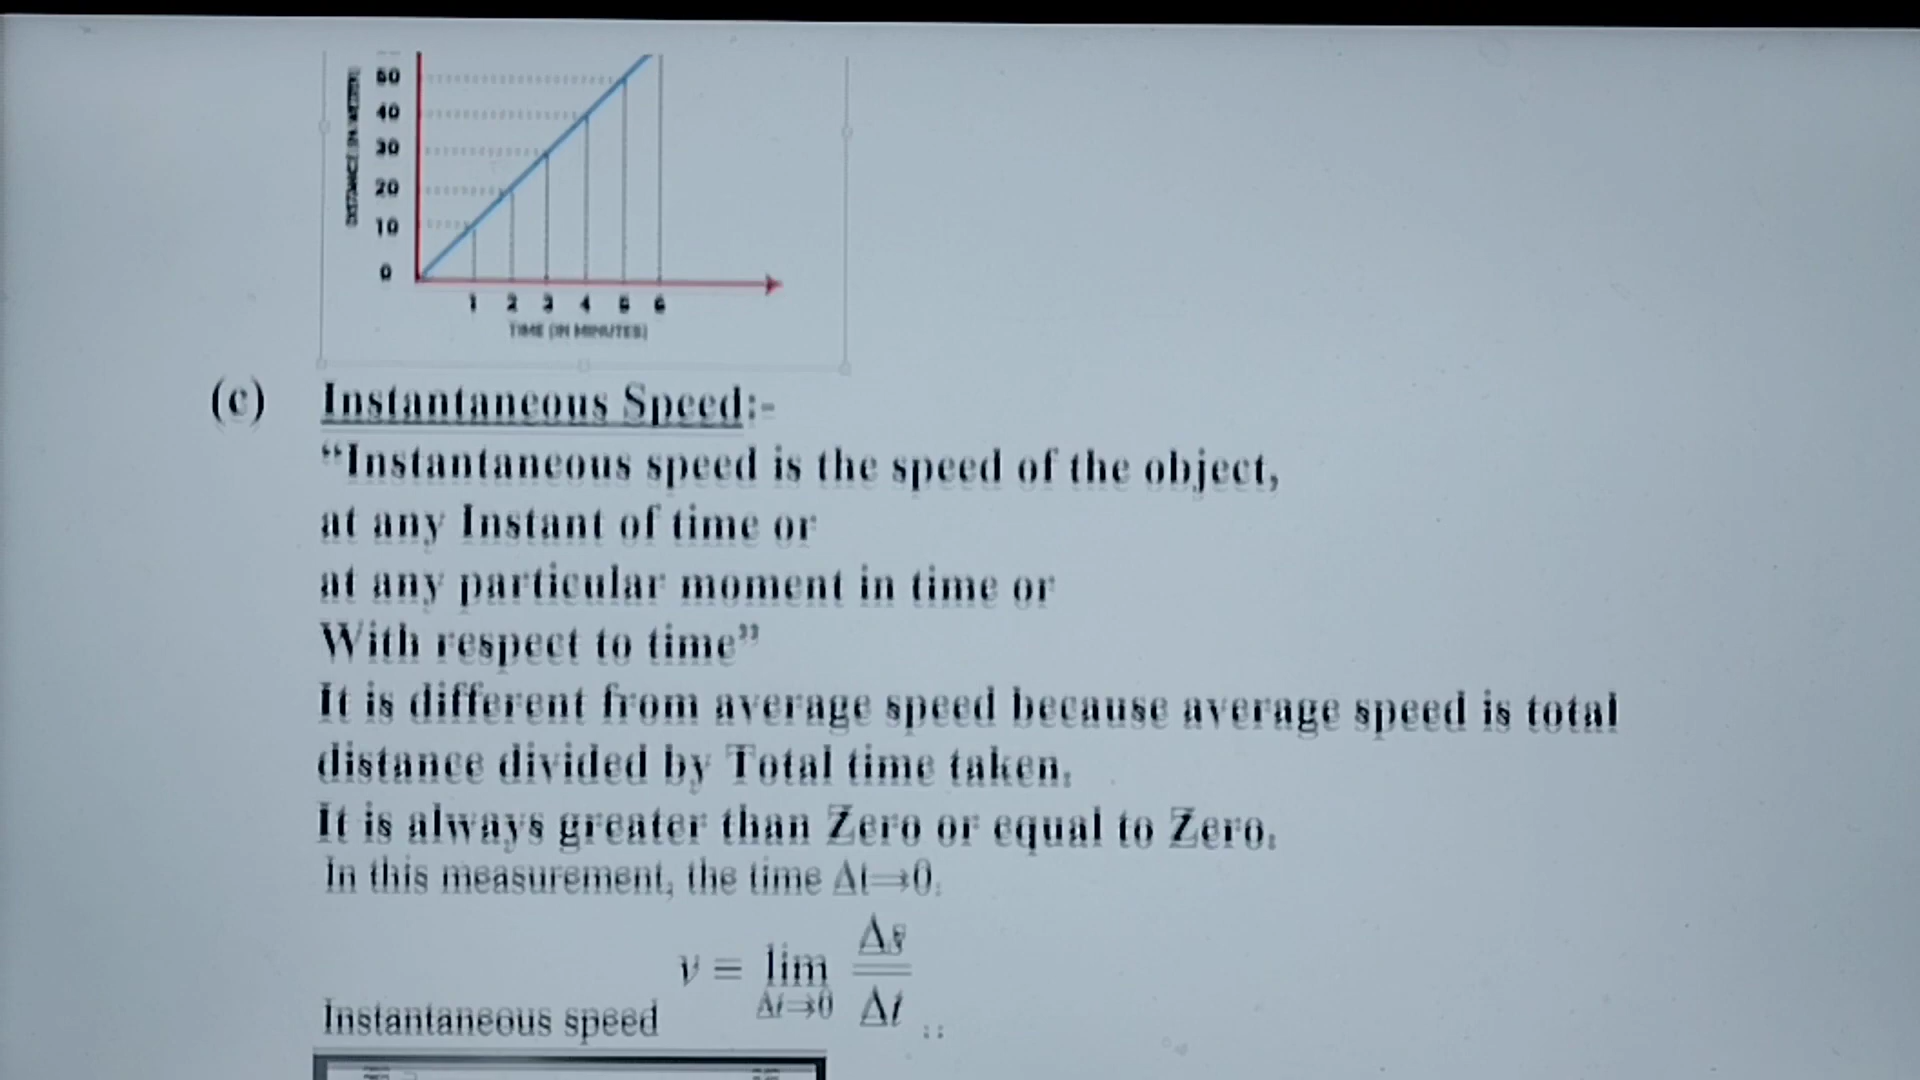 50
40
30
20
10
0
1 2 3 4 5 6
TIME (IN MINUTES)
(c) Instantaneous Speed:-
“Instantaneous speed is the speed of the object,
at any Instant of time or
at any particular moment in time or
With respect to time”
It is different from average speed because average speed is total
distance divided by Total time taken.
It is always greater than Zero or equal to Zero.
In this measurement, the time Δt→0.
Instantaneous speed v = lim Δt→0 Δs/Δt